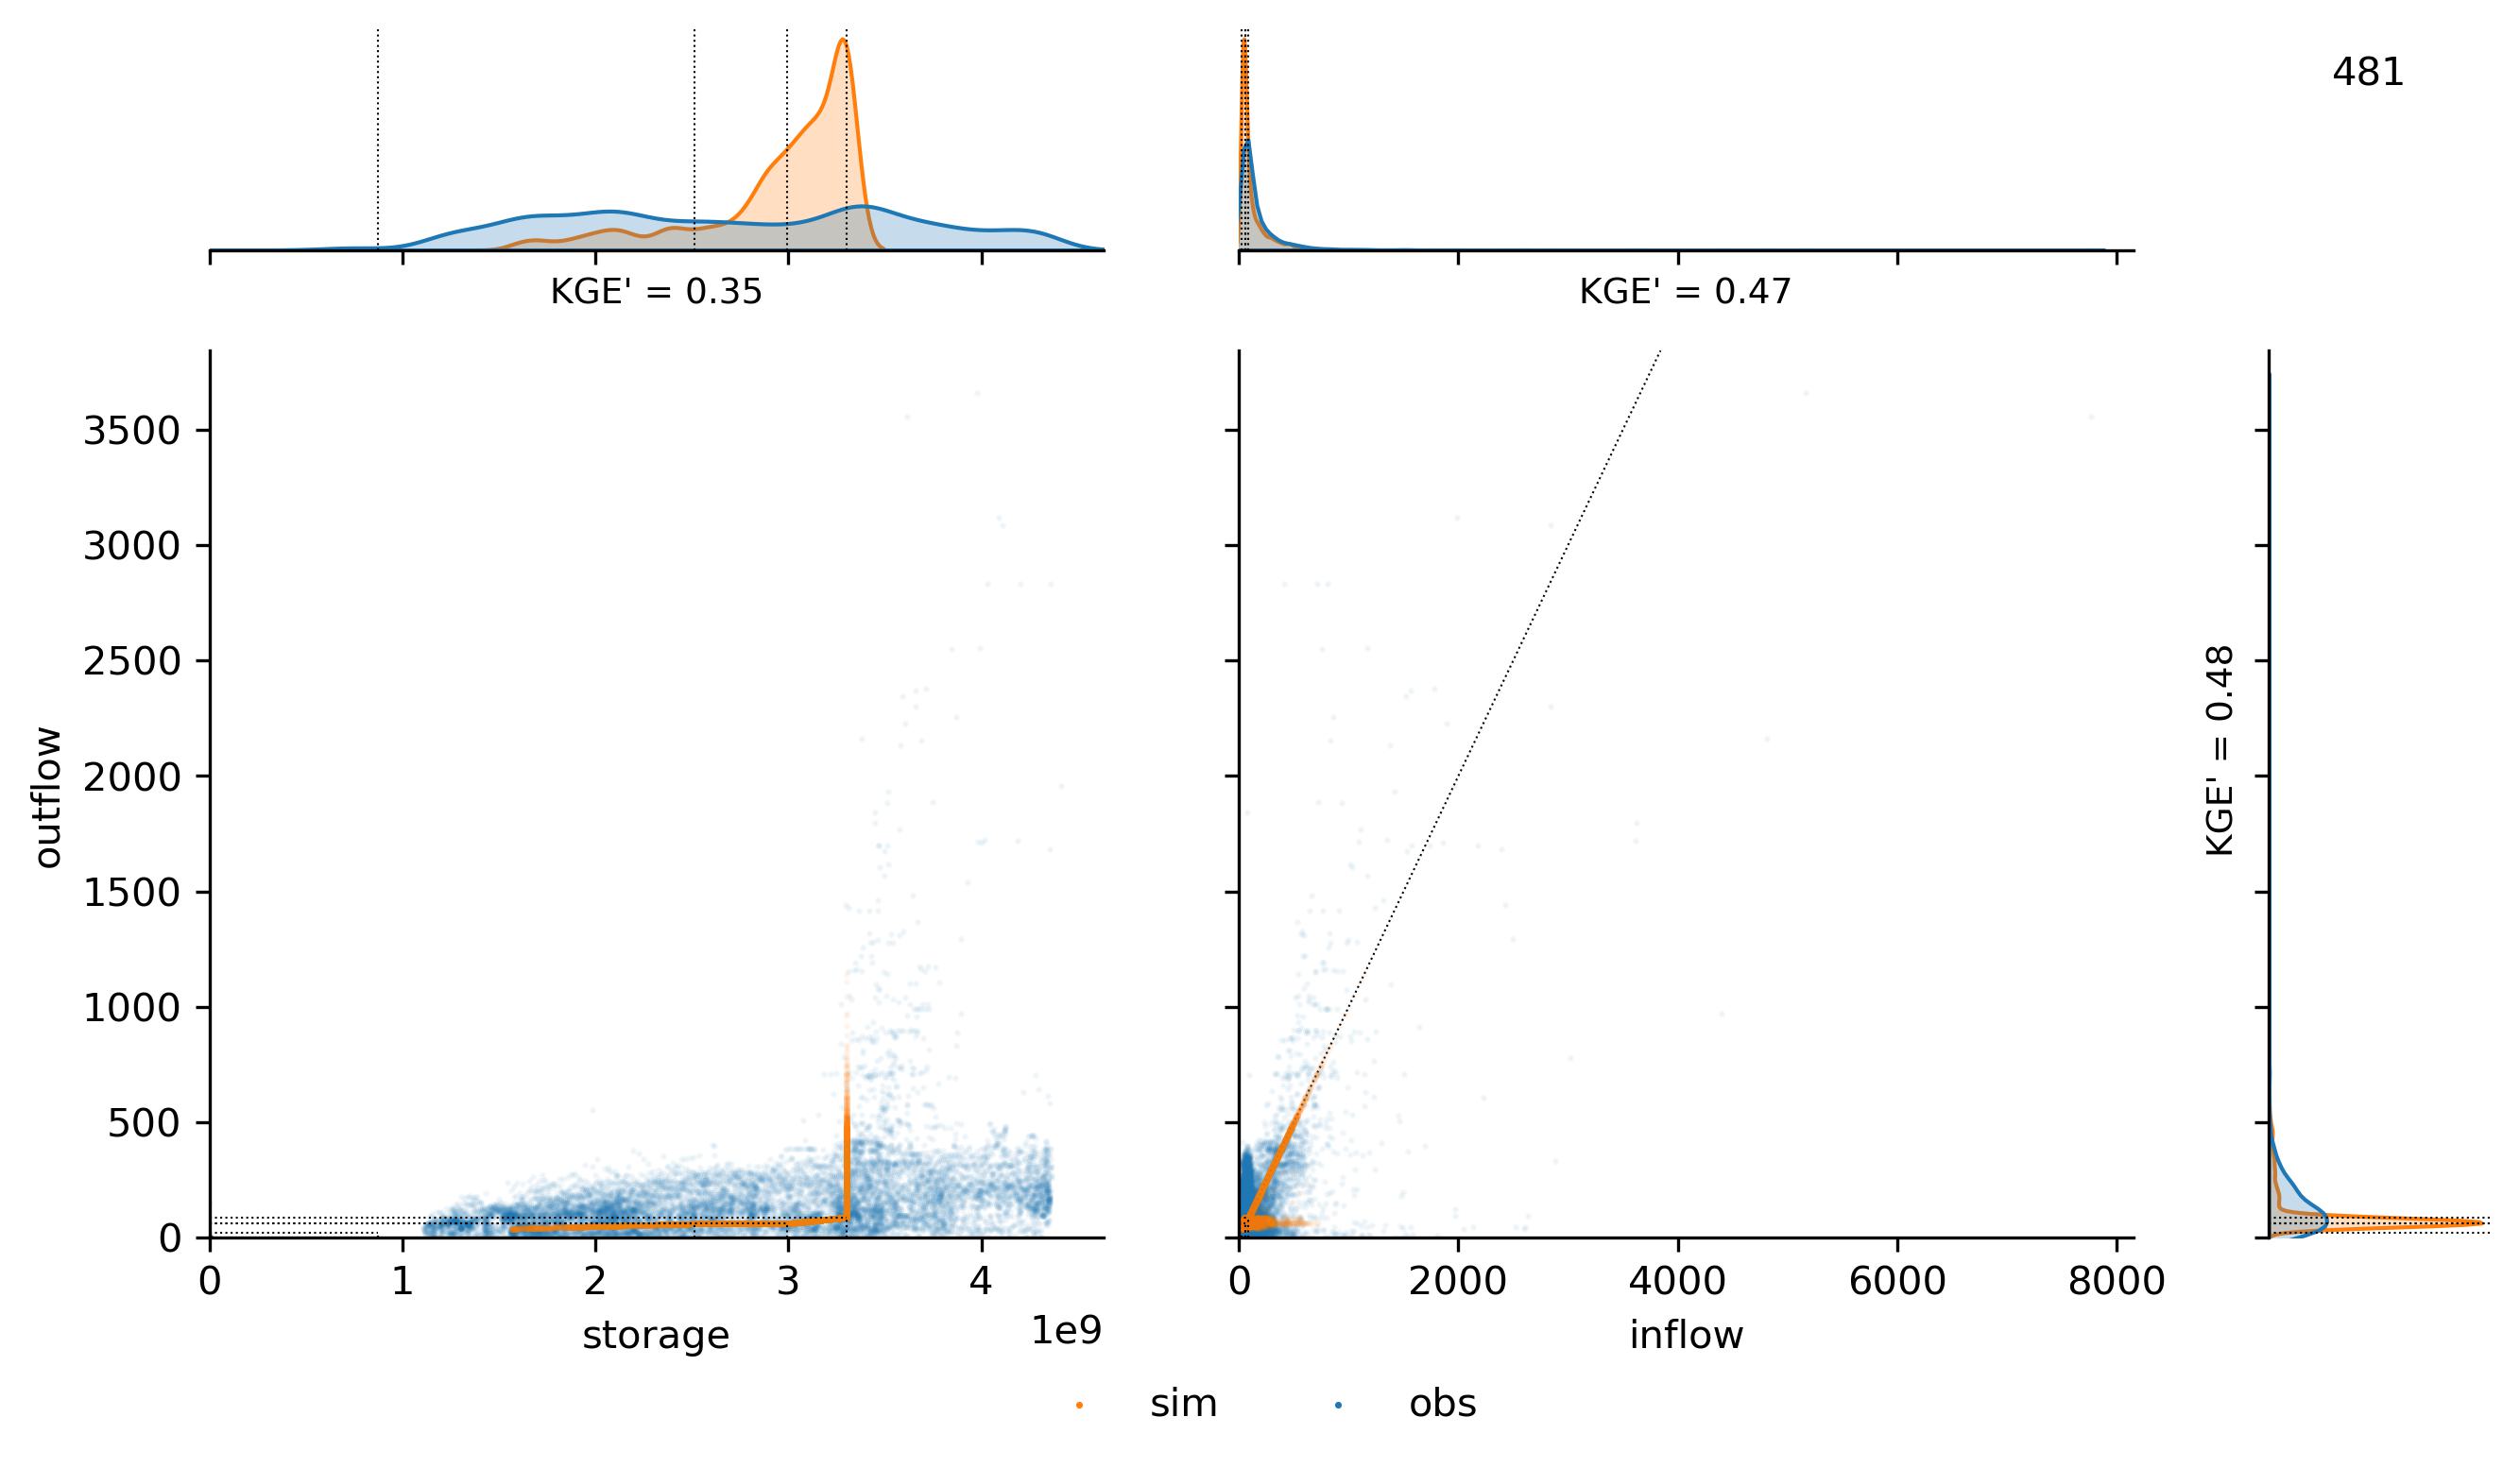 481
KGE' = 0.35
KGE' = 0.47
3500
3000
2500
2000
1500
1000
500
0
outflow
KGE' = 0.48
0 1 2 3 4
1e9
storage
0 2000 4000 6000 8000
inflow
sim obs